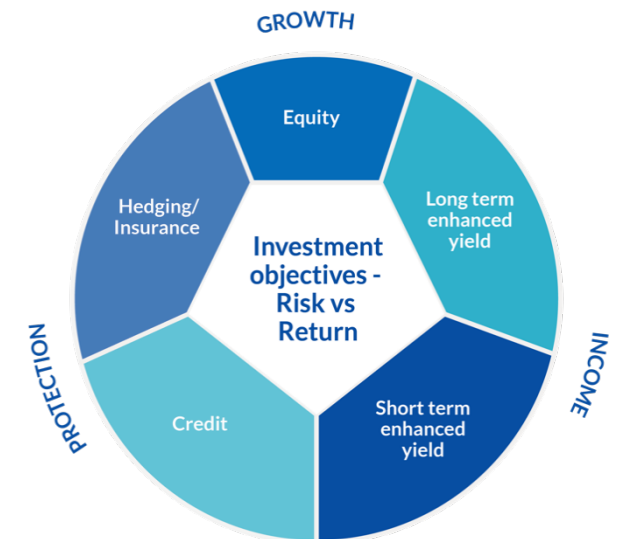 GROWTH
Equity
Hedging/
Insurance
Long term
enhanced
yield
Investment
objectives -
Risk vs
Return
PROTECTION
INCOME
Credit
Short term
enhanced
yield